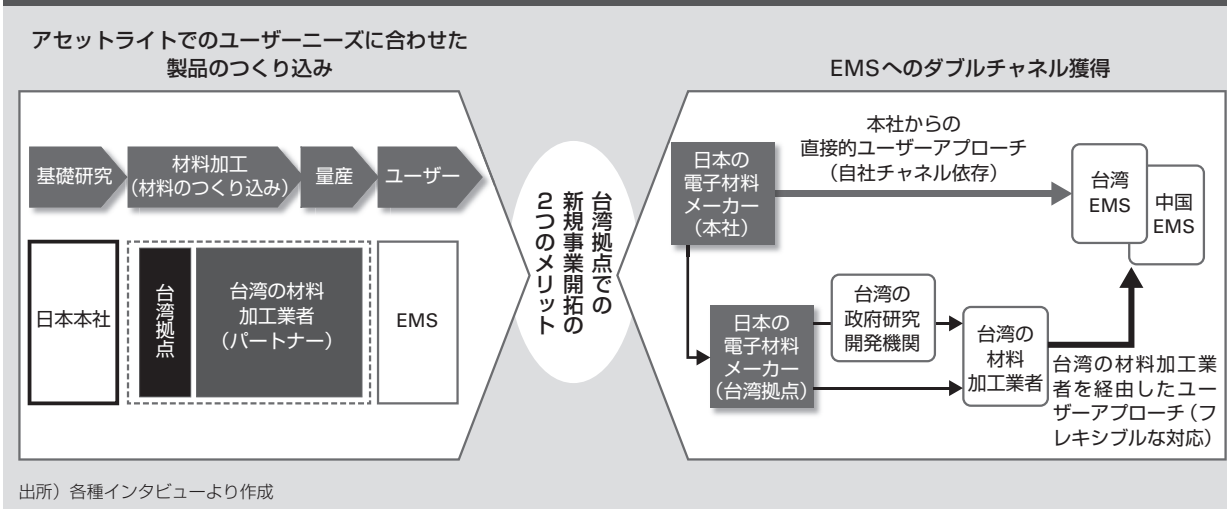 アセットライトでのユーザーニーズに合わせた
製品のつくり込み
基礎研究
材料加工
（材料のつくり込み）
量産
ユーザー
日本本社
台湾拠点
台湾の材料
加工業者
（パートナー）
EMS
台湾拠点での
新規事業開拓の
2つのメリット
EMSへのダブルチャネル獲得
日本の
電子材料
メーカー
（本社）
本社からの
直接的ユーザーアプローチ
（自社チャネル依存）
台湾
EMS
中国
EMS
日本の
電子材料
メーカー
（台湾拠点）
台湾の
政府研究
開発機関
台湾の
材料
加工業者
台湾の材料加工業
者を経由したユー
ザーアプローチ（フ
レキシブルな対応）
出所）各種インタビューより作成